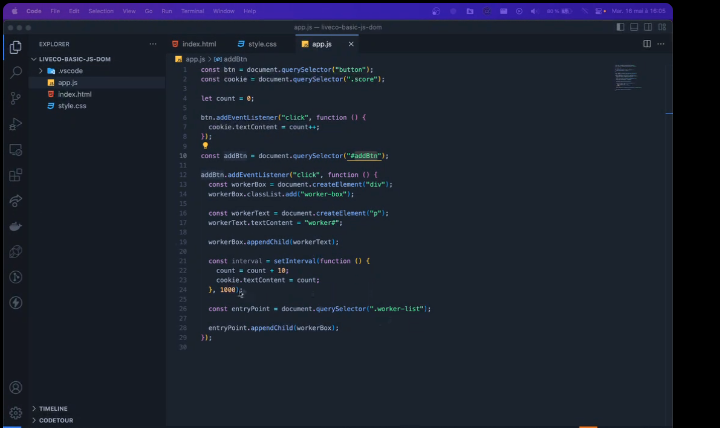 Code File Edit Selection View Go Run Terminal Window Help
app.js — liveco-basic-js-dom
EXPLORER
LIVECO-BASIC-JS-DOM
.vscode
app.js
index.html
style.css
TIMELINE
CODETOUR
index.html style.css app.js
app.js > addBtn
1 const btn = document.querySelector("button");
2 const cookie = document.querySelector(".score");
3
4 let count = 0;
5
6 btn.addEventListener("click", function () {
7 cookie.textContent = count++;
8 });
9
10 const addBtn = document.querySelector("#addBtn");
11
12 addBtn.addEventListener("click", function () {
13 const workerBox = document.createElement("div");
14 workerBox.classList.add("worker-box");
15
16 const workerText = document.createElement("p");
17 workerText.textContent = "worker#";
18
19 workerBox.appendChild(workerText);
20
21 const interval = setInterval(function () {
22 count = count + 10;
23 cookie.textContent = count;
24 }, 1000);
25
26 const entryPoint = document.querySelector(".worker-list");
27
28 entryPoint.appendChild(workerBox);
29 });
30